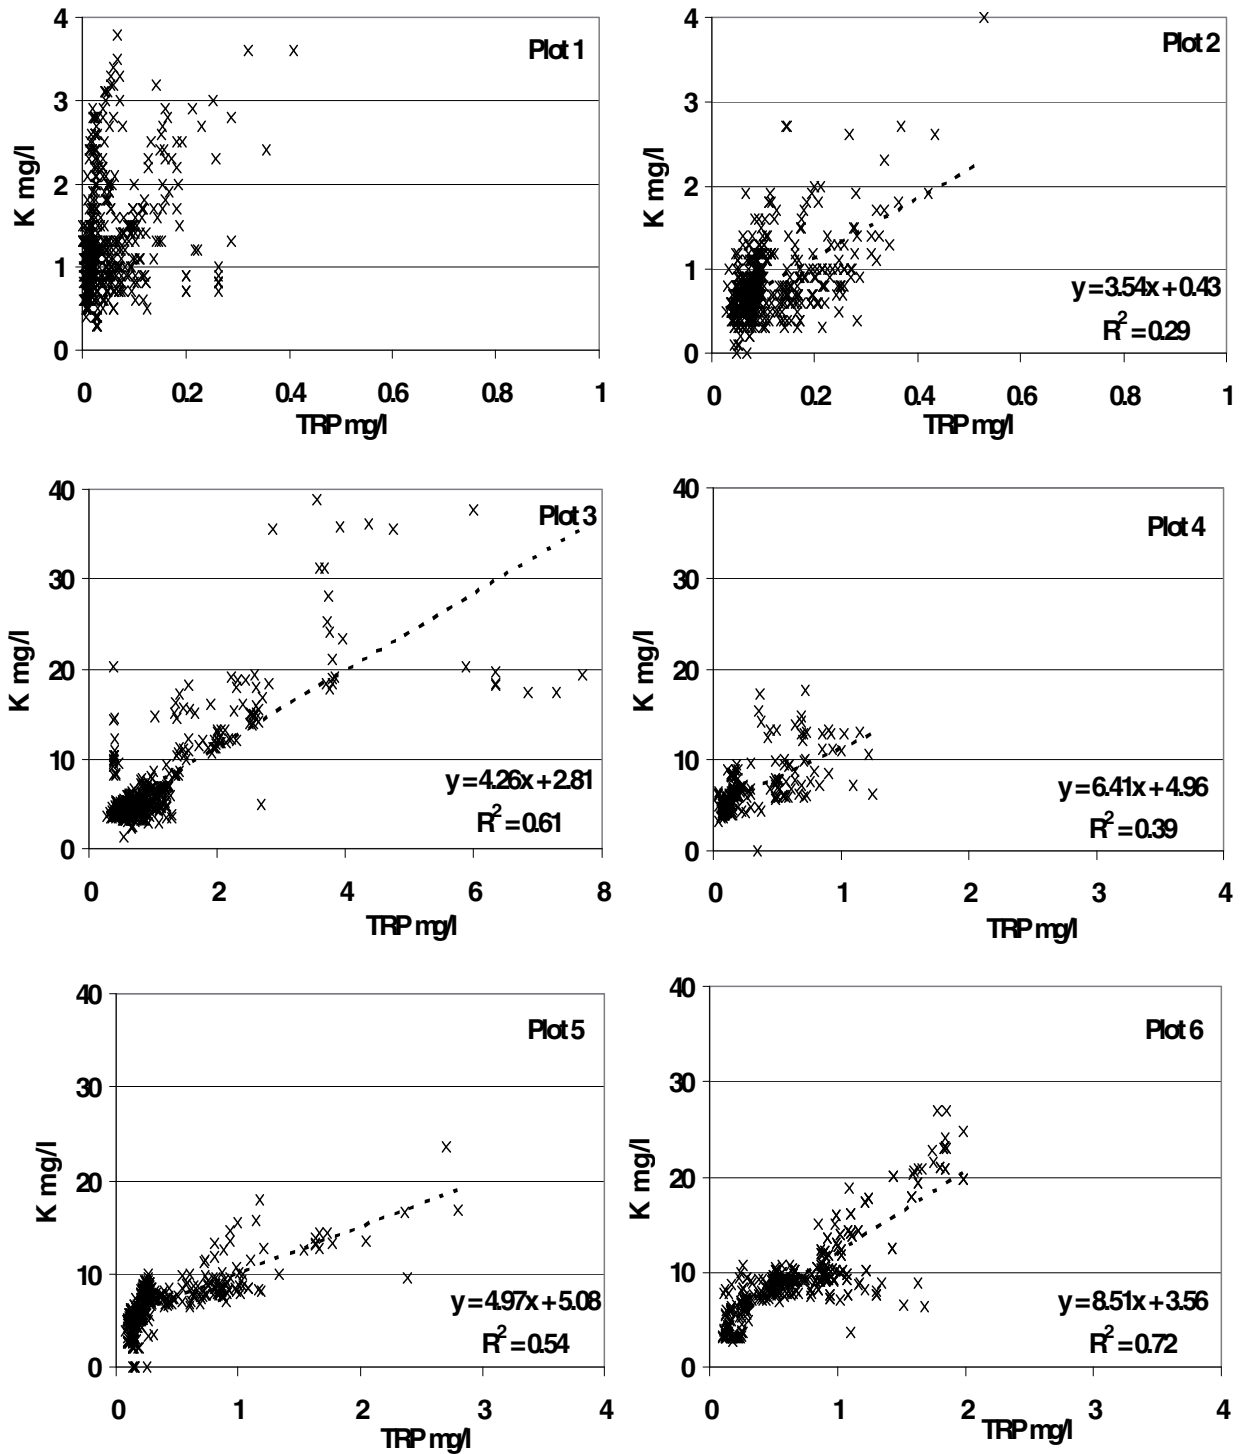 4
Plot 1
3
2
1
0
K mg/l
0 0.2 0.4 0.6 0.8 1
TRP mg/l
4
Plot 2
3
2
1
0
K mg/l
y = 3.54x + 0.43
R² = 0.29
0 0.2 0.4 0.6 0.8 1
TRP mg/l
40
Plot 3
30
20
10
0
K mg/l
y = 4.26x + 2.81
R² = 0.61
0 2 4 6 8
TRP mg/l
40
Plot 4
30
20
10
0
K mg/l
y = 6.41x + 4.96
R² = 0.39
0 1 2 3 4
TRP mg/l
40
Plot 5
30
20
10
0
K mg/l
y = 4.97x + 5.08
R² = 0.54
0 1 2 3 4
TRP mg/l
40
Plot 6
30
20
10
0
K mg/l
y = 8.51x + 3.56
R² = 0.72
0 1 2 3 4
TRP mg/l